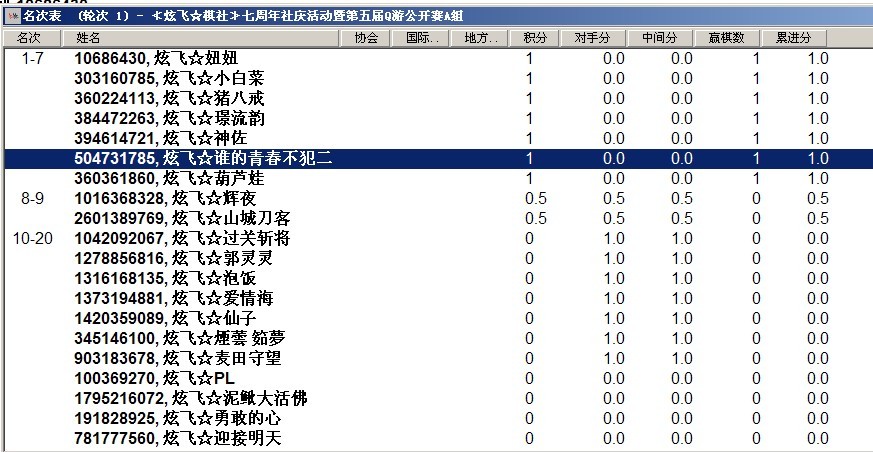 名次表 (轮次 1) - ≮炫飞☆棋社≯七周年社庆活动暨第五届Q游公开赛A组
名次 姓名 协会 国际.. 地方.. 积分 对手分 中间分 赢棋数 累进分
1-7 10686430, 炫飞☆妞妞 1 0.0 0.0 1 1.0
303160785, 炫飞☆小白菜 1 0.0 0.0 1 1.0
360224113, 炫飞☆猪八戒 1 0.0 0.0 1 1.0
384472263, 炫飞☆璟流韵 1 0.0 0.0 1 1.0
394614721, 炫飞☆神佐 1 0.0 0.0 1 1.0
504731785, 炫飞☆谁的青春不犯二 1 0.0 0.0 1 1.0
360361860, 炫飞☆葫芦娃 1 0.0 0.0 1 1.0
8-9 1016368328, 炫飞☆辉夜 0.5 0.5 0.5 0 0.5
2601389769, 炫飞☆山城刀客 0.5 0.5 0.5 0 0.5
10-20 1042092067, 炫飞☆过关斩将 0 1.0 1.0 0 0.0
1278856816, 炫飞☆郭灵灵 0 1.0 1.0 0 0.0
1316168135, 炫飞☆泡饭 0 1.0 1.0 0 0.0
1373194881, 炫飞☆爱情海 0 1.0 1.0 0 0.0
1420359089, 炫飞☆仙子 0 1.0 1.0 0 0.0
345146100, 炫飞☆煙蕓 筎夢 0 1.0 1.0 0 0.0
903183678, 炫飞☆麦田守望 0 1.0 1.0 0 0.0
100369270, 炫飞☆PL 0 0.0 0.0 0 0.0
1795216072, 炫飞☆泥鳅大活佛 0 0.0 0.0 0 0.0
191828925, 炫飞☆勇敢的心 0 0.0 0.0 0 0.0
781777560, 炫飞☆迎接明天 0 0.0 0.0 0 0.0